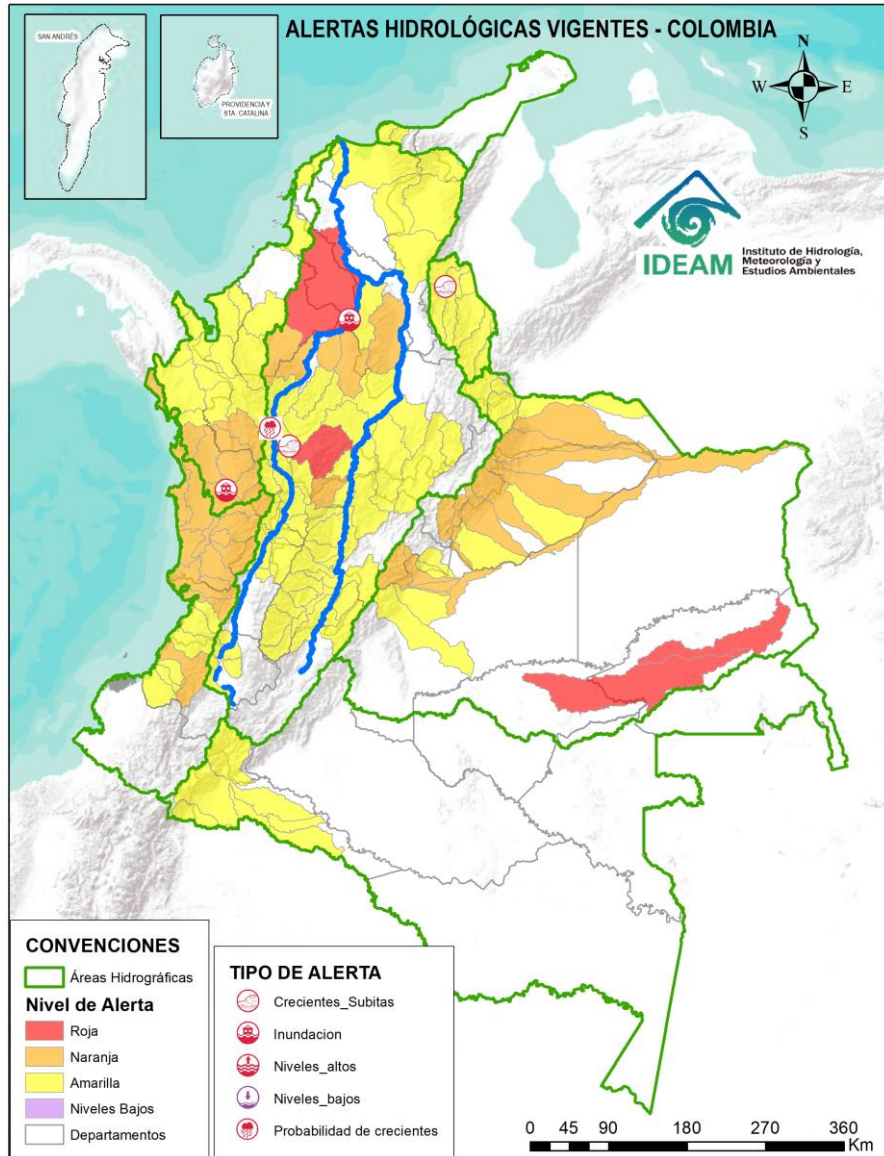 SAN ANDRÉS
PROVIDENCIA Y
STA. CATALINA
ALERTAS HIDROLÓGICAS VIGENTES - COLOMBIA
N
W
E
S
IDEAM
Instituto de Hidrología,
Meteorología y
Estudios Ambientales
CONVENCIONES
Áreas Hidrográficas
Nivel de Alerta
Roja
Naranja
Amarilla
Niveles Bajos
Departamentos
TIPO DE ALERTA
Crecientes_Subitas
Inundacion
Niveles_altos
Niveles_bajos
Probabilidad de crecientes
0 45 90 180 270 360
Km